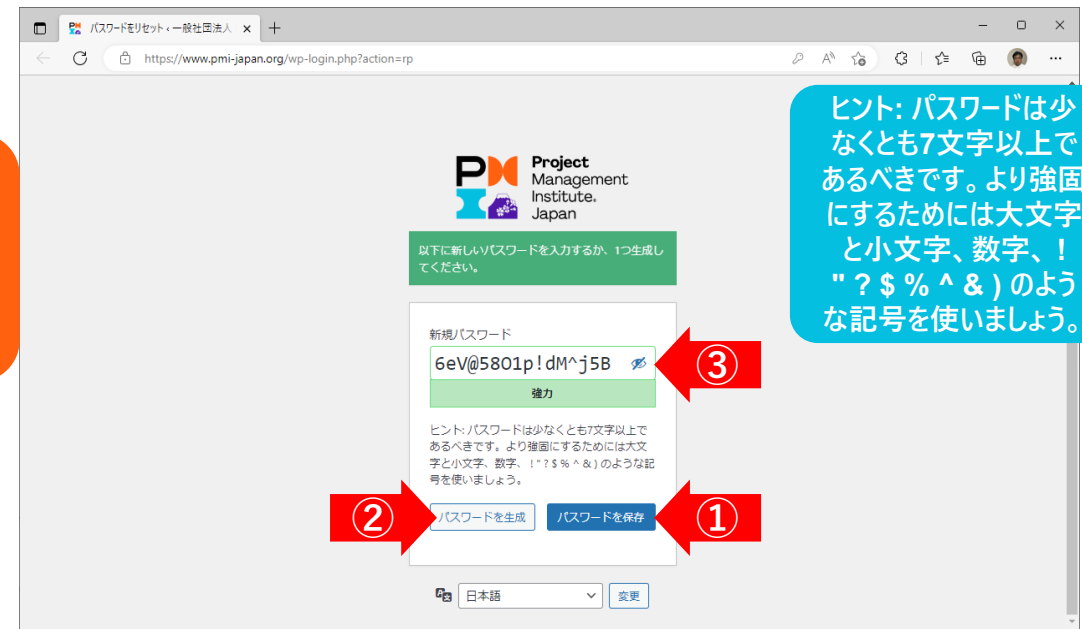 パスワードをリセット ‹ 一般社団法人
https://www.pmi-japan.org/wp-login.php?action=rp
ヒント: パスワードは少
なくとも7文字以上で
あるべきです。より強固
にするためには大文字
と小文字、数字、!
" ? $ % ^ & ) のよう
な記号を使いましょう。
Project
Management
Institute.
Japan
以下に新しいパスワードを入力するか、1つ生成し
てください。
新規パスワード
6eV@58O1p!dM^j5B
③
強力
ヒント: パスワードは少なくとも7文字以上で
あるべきです。より強固にするためには大文
字と小文字、数字、 ! " ? $ % ^ & ) のような記
号を使いましょう。
②
パスワードを生成
パスワードを保存
①
日本語
変更